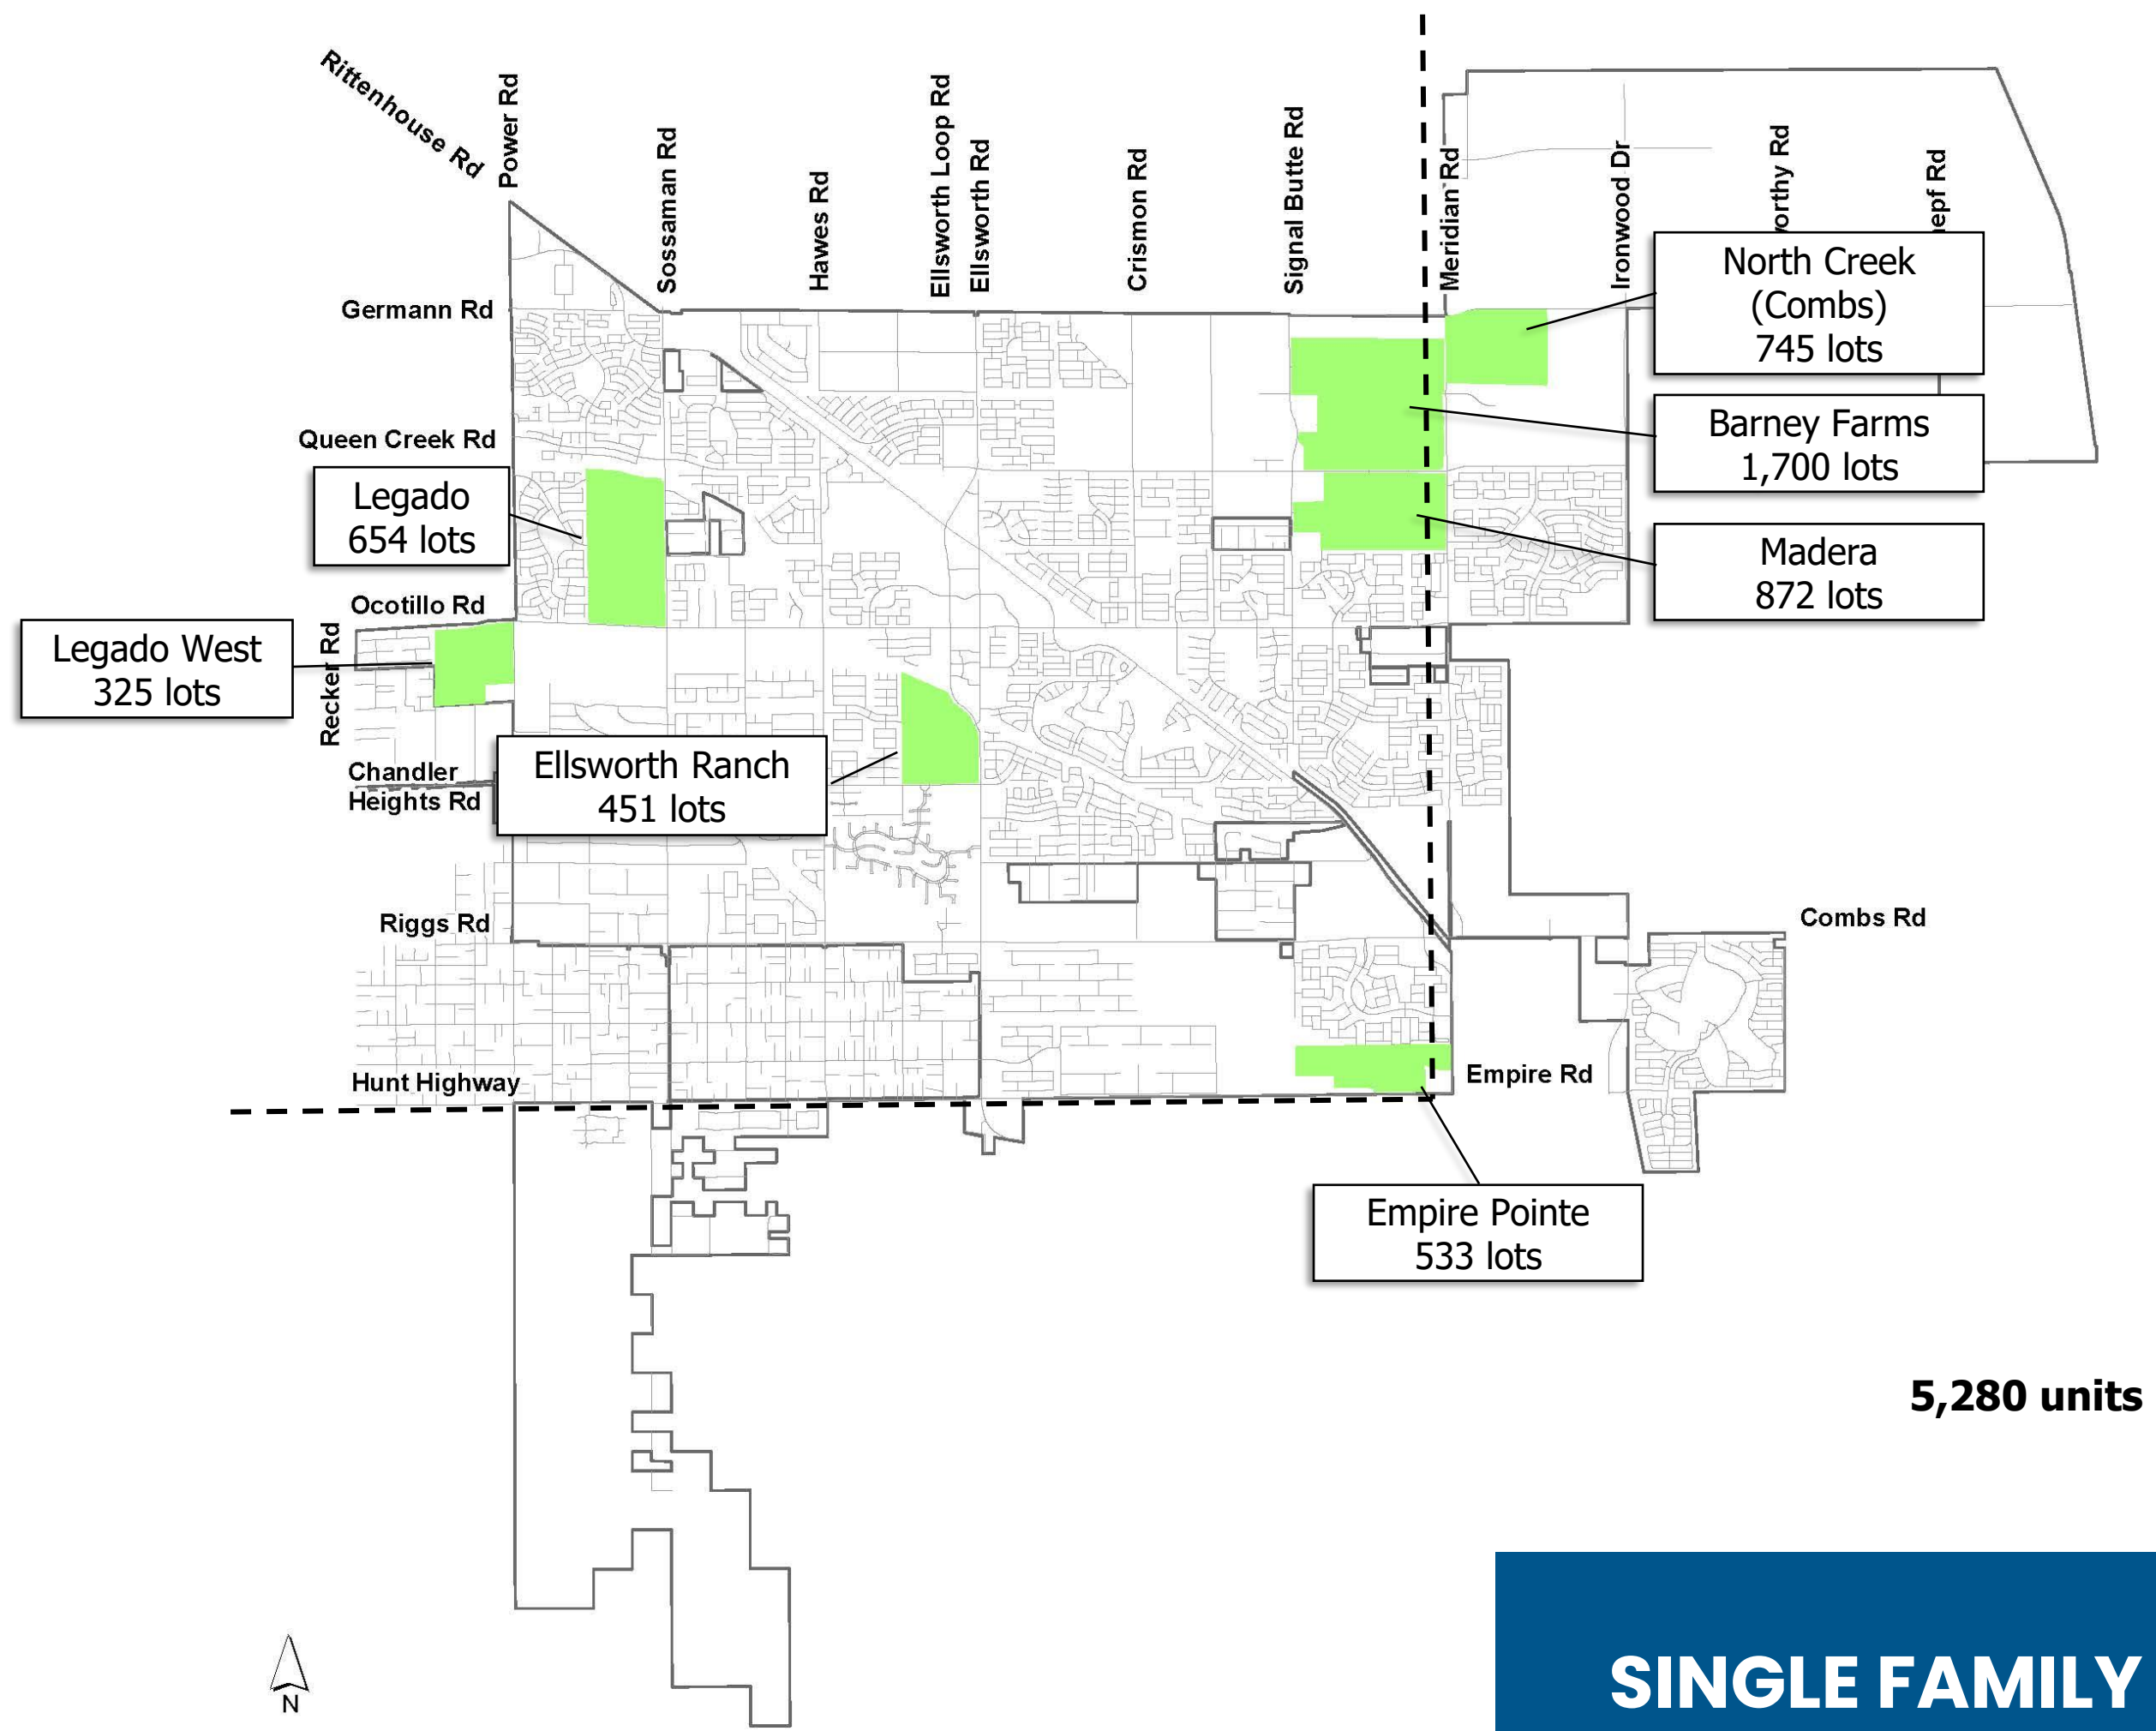 Rittenhouse Rd
Power Rd
Sossaman Rd
Hawes Rd
Ellsworth Loop Rd
Ellsworth Rd
Crismon Rd
Signal Butte Rd
Meridian Rd
Ironwood Dr
Rd
Rd
Germann Rd
Queen Creek Rd
Ocotillo Rd
Recker Rd
Chandler
Heights Rd
Riggs Rd
Hunt Highway
Combs Rd
Empire Rd
North Creek
(Combs)
745 lots
Barney Farms
1,700 lots
Madera
872 lots
Legado
654 lots
Legado West
325 lots
Ellsworth Ranch
451 lots
Empire Pointe
533 lots
5,280 units
N
SINGLE FAMILY